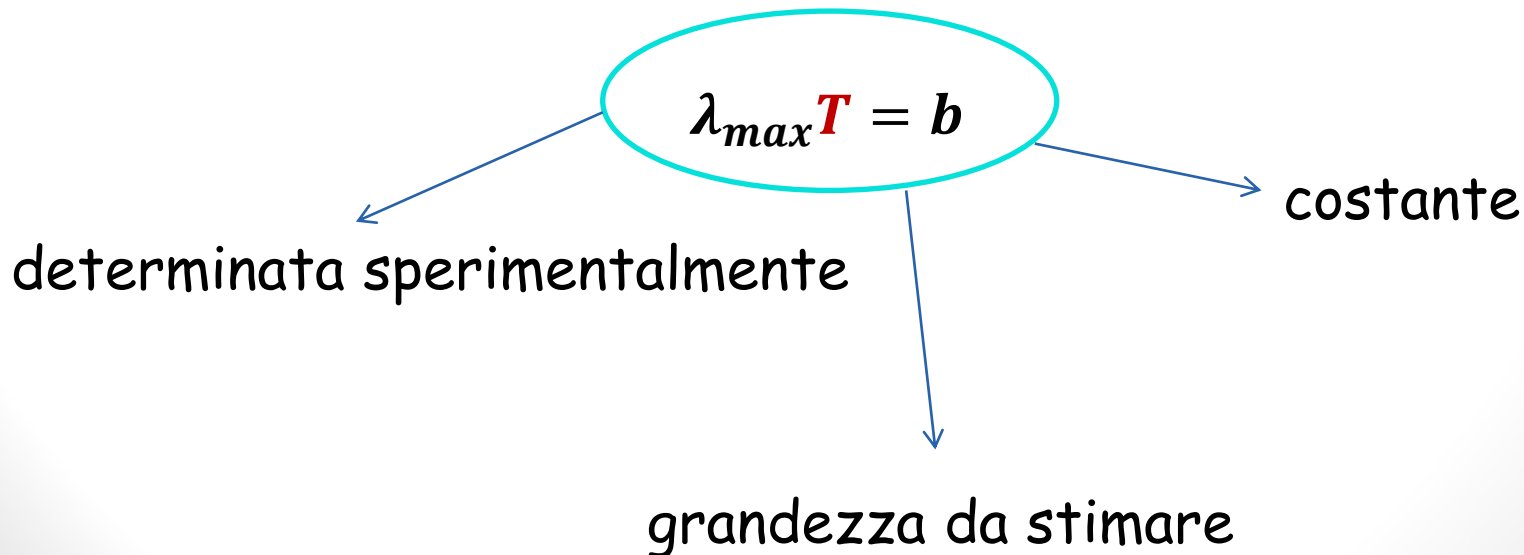 λmaxT = b
costante
determinata sperimentalmente
grandezza da stimare